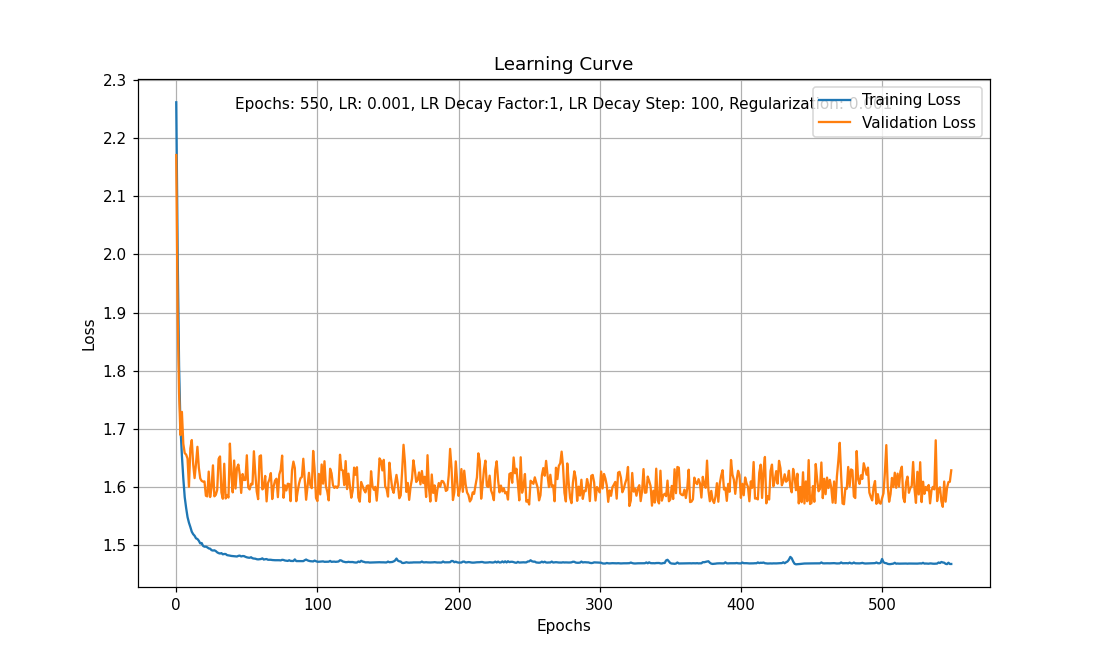 Learning Curve
Epochs: 550, LR: 0.001, LR Decay Factor:1, LR Decay Step: 100, Regularization: 0.001
Training Loss
Validation Loss
2.3
2.2
2.1
2.0
1.9
1.8
1.7
1.6
1.5
Loss
0 100 200 300 400 500
Epochs